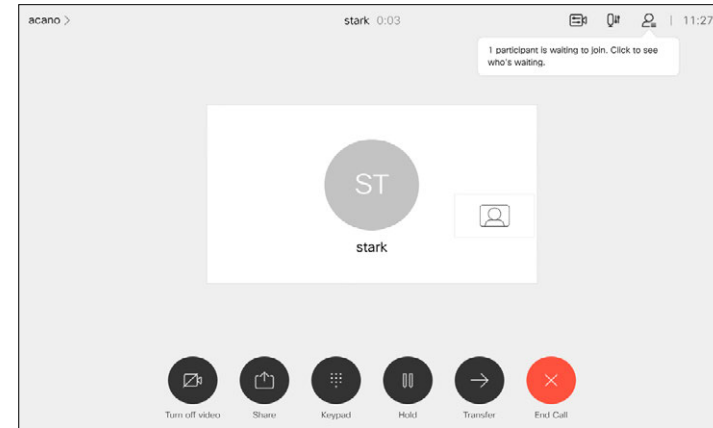 acano >
stark 0:03
11:27
1 participant is waiting to join. Click to see
who's waiting.
ST
stark
Turn off video
Share
Keypad
Hold
Transfer
End Call